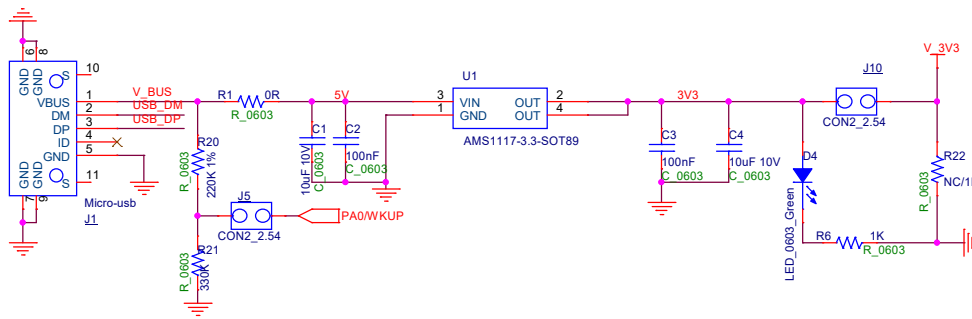 6 8
GND GND
S 10
VBUS 1 V_BUS
DM 2 USB_DM
DP 3 USB_DP
ID 4
GND 5
S 11
GND GND
7 9
Micro-usb
J1
R1 0R
R_0603
R20
R_0603
220K 1%
J5
CON2_2.54
PA0/WKUP
R21
R_0603
330K
5V
C1
10uF 10V
C_0603
C2
100nF
C_0603
U1
3 VIN OUT 2
1 GND OUT 4
AMS1117-3.3-SOT89
3V3
C3
100nF
C_0603
C4
10uF 10V
C_0603
D4
LED_0603_Green
R6 1K
R_0603
J10
CON2_2.54
V_3V3
R22
R_0603